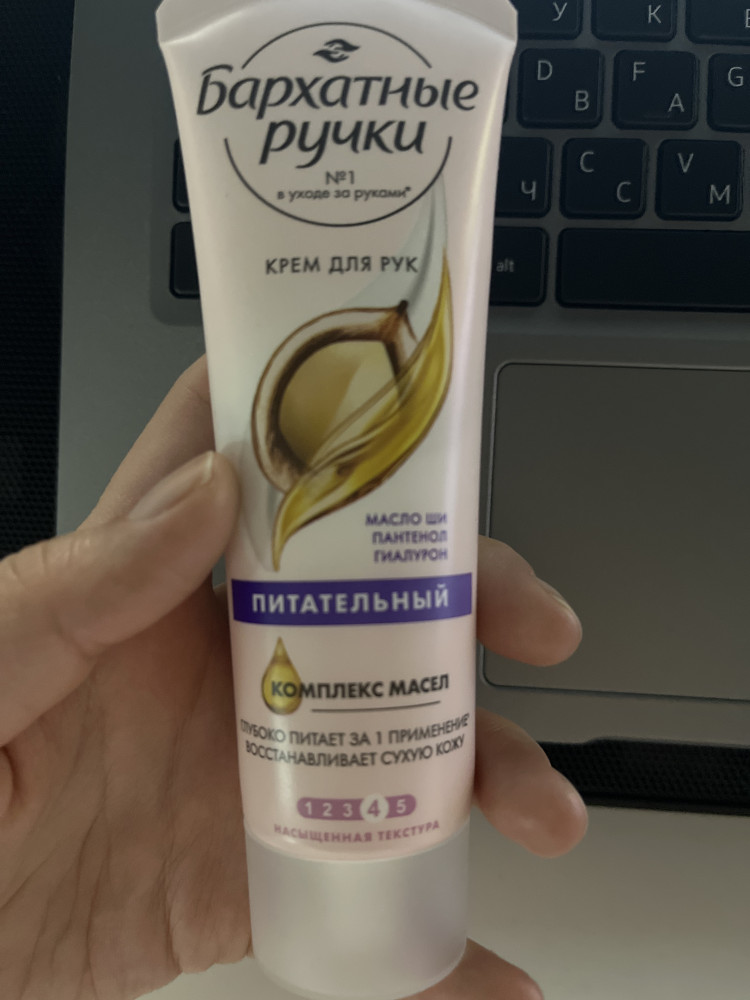 Бархатные
ручки
№1
в уходе за руками*
КРЕМ ДЛЯ РУК
МАСЛО ШИ
ПАНТЕНОЛ
ГИАЛУРОН
ПИТАТЕЛЬНЫЙ
КОМПЛЕКС МАСЕЛ
ГЛУБОКО ПИТАЕТ ЗА 1 ПРИМЕНЕНИЕ*
ВОССТАНАВЛИВАЕТ СУХУЮ КОЖУ
1 2 3 4 5
НАСЫЩЕННАЯ ТЕКСТУРА
У К
D В F А G
Ч C С V М
alt